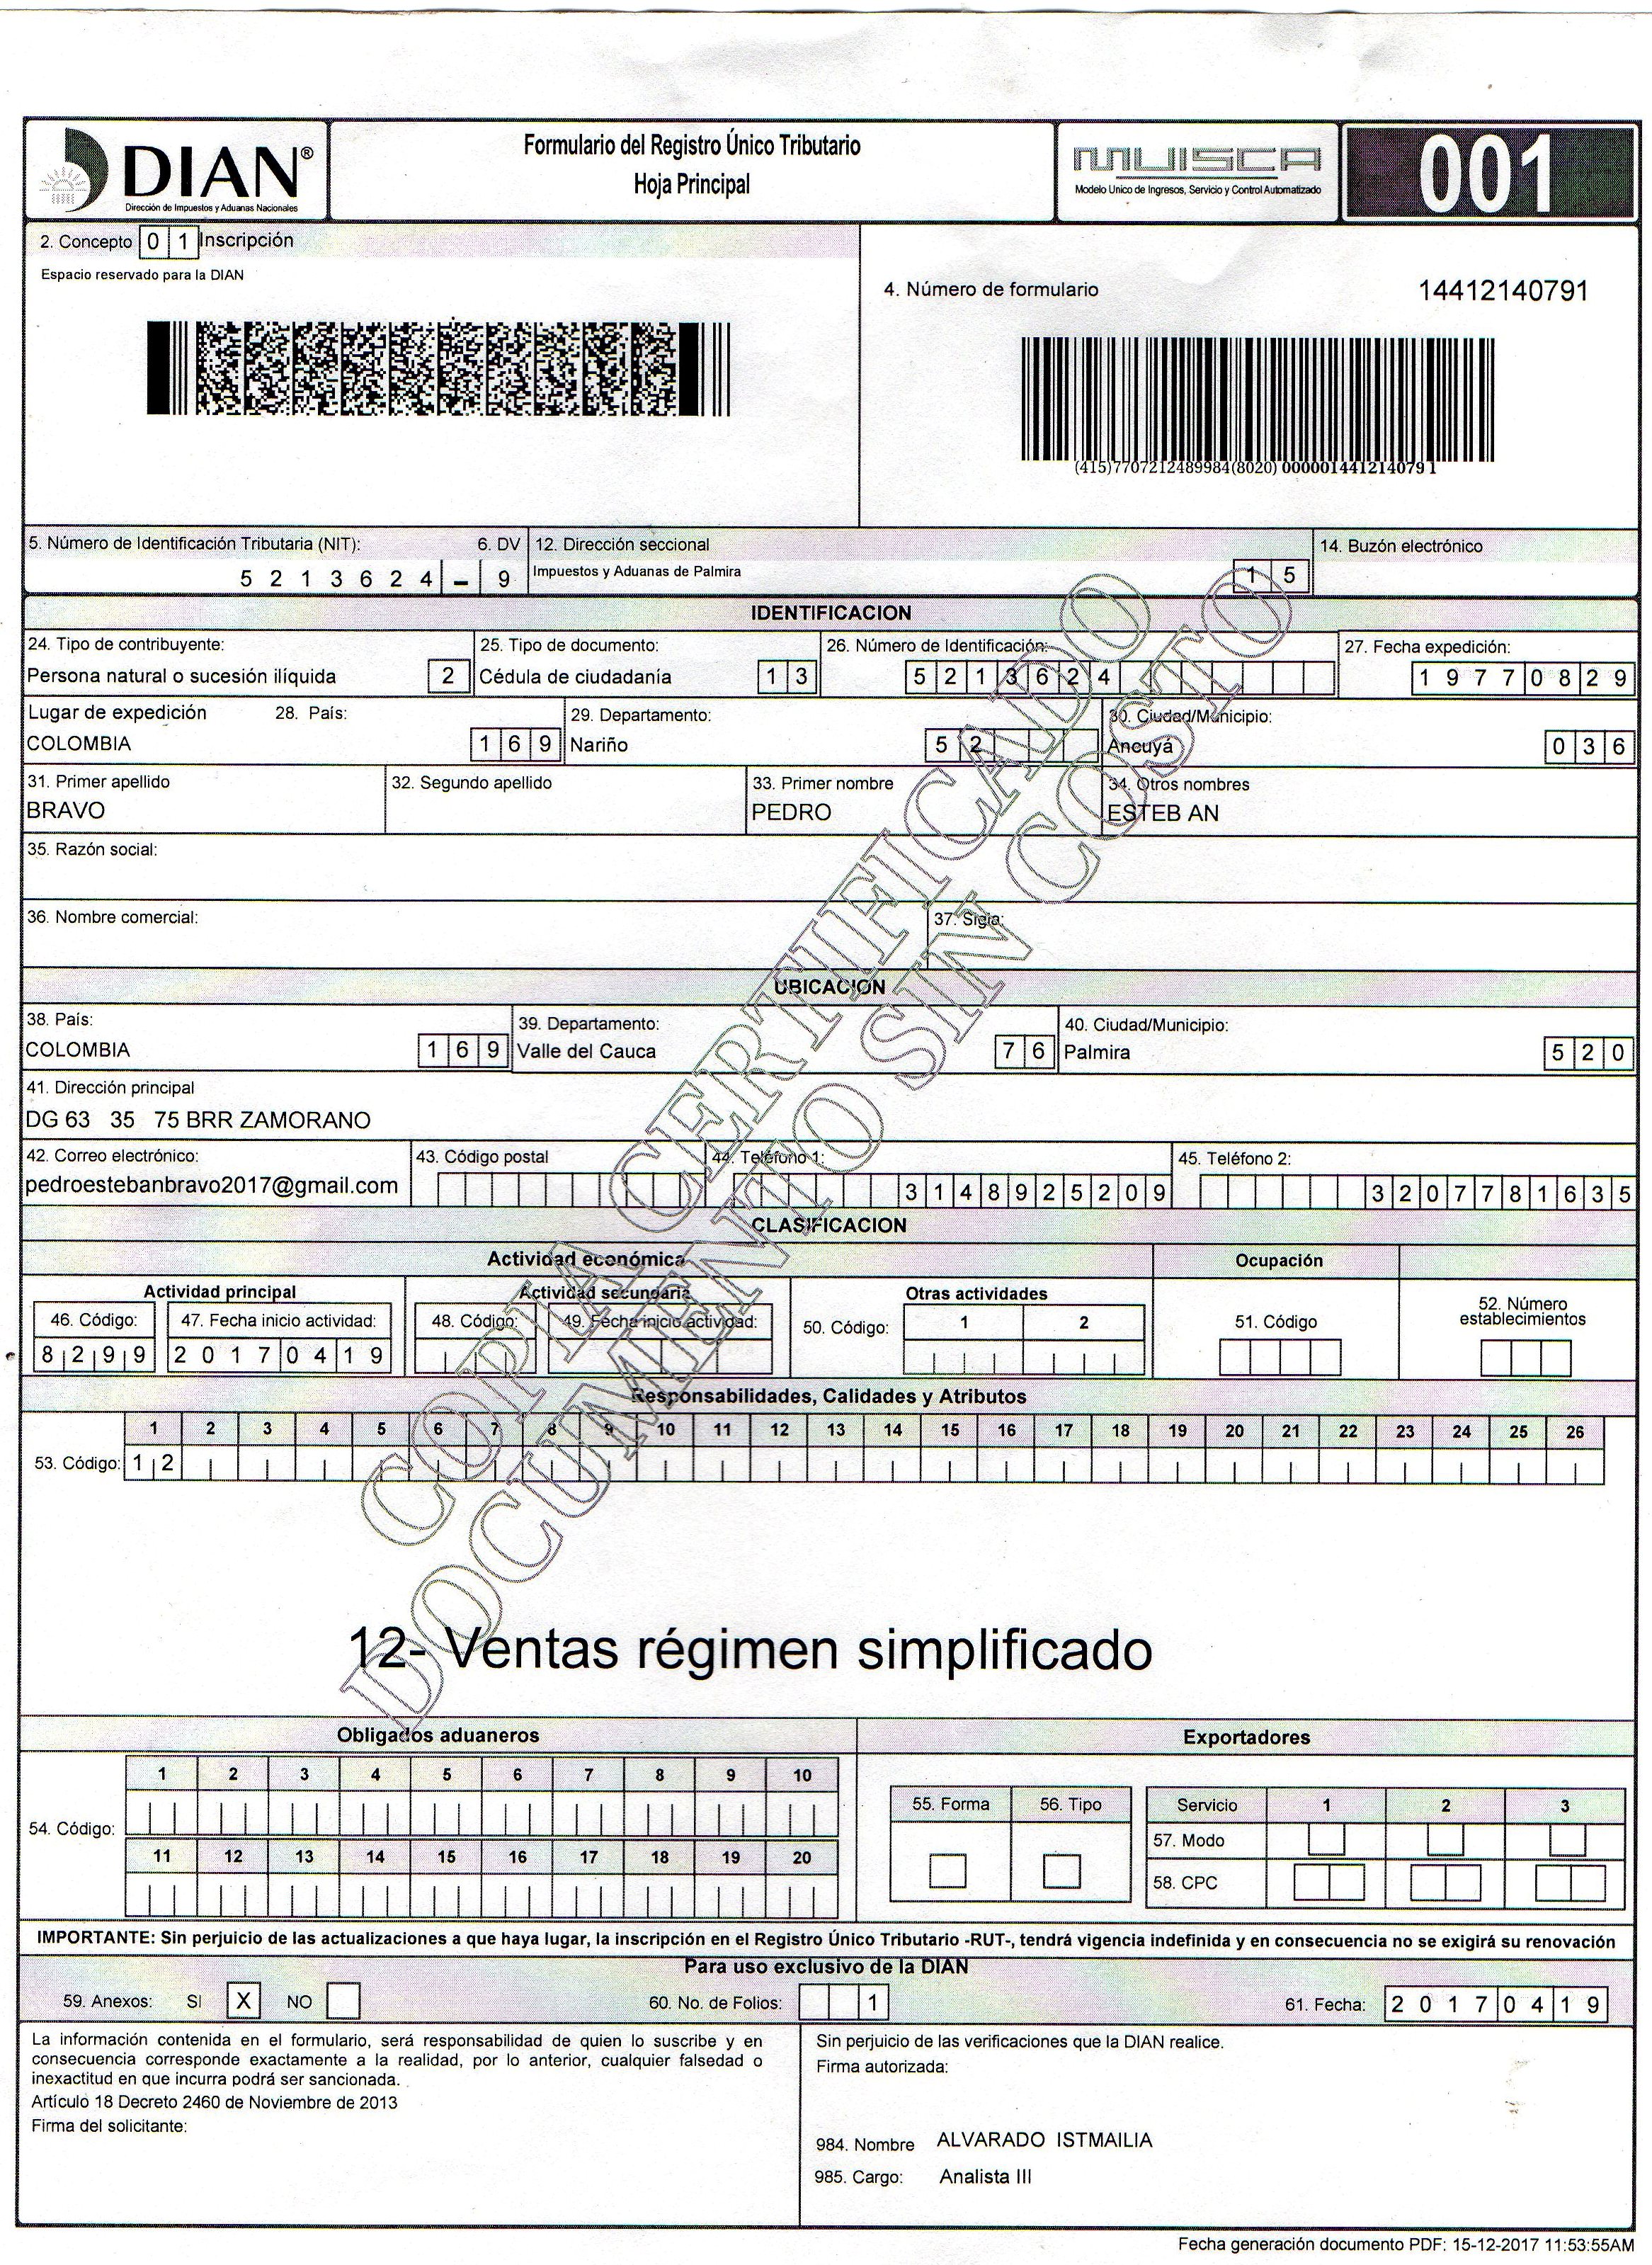 DIAN®
Dirección de Impuestos y Aduanas Nacionales
Formulario del Registro Único Tributario
Hoja Principal
MUISCA
Modelo Unico de Ingresos, Servicio y Control Automatizado
001
2. Concepto 0 1 Inscripción
Espacio reservado para la DIAN
4. Número de formulario 14412140791
(415)7707212489984(8020) 0000014412140791
5. Número de Identificación Tributaria (NIT): 6. DV 12. Dirección seccional 14. Buzón electrónico
5 2 1 3 6 2 4 - 9 Impuestos y Aduanas de Palmira 1 5
IDENTIFICACION
24. Tipo de contribuyente: 25. Tipo de documento: 26. Número de Identificación: 27. Fecha expedición:
Persona natural o sucesión ilíquida 2 Cédula de ciudadanía 1 3 5 2 1 3 6 2 4 1 9 7 7 0 8 2 9
Lugar de expedición 28. País: 29. Departamento: 30. Ciudad/Municipio:
COLOMBIA 1 6 9 Nariño 5 2 Ancuyá 0 3 6
31. Primer apellido 32. Segundo apellido 33. Primer nombre 34. Otros nombres
BRAVO PEDRO ESTEB AN
35. Razón social:
36. Nombre comercial: 37. Sigla:
UBICACION
38. País: 39. Departamento: 40. Ciudad/Municipio:
COLOMBIA 1 6 9 Valle del Cauca 7 6 Palmira 5 2 0
41. Dirección principal
DG 63 35 75 BRR ZAMORANO
42. Correo electrónico: 43. Código postal 44. Teléfono 1: 45. Teléfono 2:
pedroestebanbravo2017@gmail.com 3 1 4 8 9 2 5 2 0 9 3 2 0 7 7 8 1 6 3 5
CLASIFICACION
Actividad económica Ocupación
Actividad principal Actividad secundaria Otras actividades 52. Número establecimientos
46. Código: 47. Fecha inicio actividad: 48. Código: 49. Fecha inicio actividad: 50. Código: 1 2 51. Código
8 2 9 9 2 0 1 7 0 4 1 9
Responsabilidades, Calidades y Atributos
1 2 3 4 5 6 7 8 9 10 11 12 13 14 15 16 17 18 19 20 21 22 23 24 25 26
53. Código: 1 2
12- Ventas régimen simplificado
COPIA CERTIFICADO
DOCUMENTO SIN COSTO
Obligados aduaneros Exportadores
1 2 3 4 5 6 7 8 9 10
54. Código:
11 12 13 14 15 16 17 18 19 20
55. Forma 56. Tipo Servicio 1 2 3
57. Modo
58. CPC
IMPORTANTE: Sin perjuicio de las actualizaciones a que haya lugar, la inscripción en el Registro Único Tributario -RUT-, tendrá vigencia indefinida y en consecuencia no se exigirá su renovación
Para uso exclusivo de la DIAN
59. Anexos: SI X NO 60. No. de Folios: 1 61. Fecha: 2 0 1 7 0 4 1 9
La información contenida en el formulario, será responsabilidad de quien lo suscribe y en
consecuencia corresponde exactamente a la realidad, por lo anterior, cualquier falsedad o
inexactitud en que incurra podrá ser sancionada.
Artículo 18 Decreto 2460 de Noviembre de 2013
Firma del solicitante:
Sin perjuicio de las verificaciones que la DIAN realice.
Firma autorizada:
984. Nombre ALVARADO ISTMAILIA
985. Cargo: Analista III
Fecha generación documento PDF: 15-12-2017 11:53:55AM